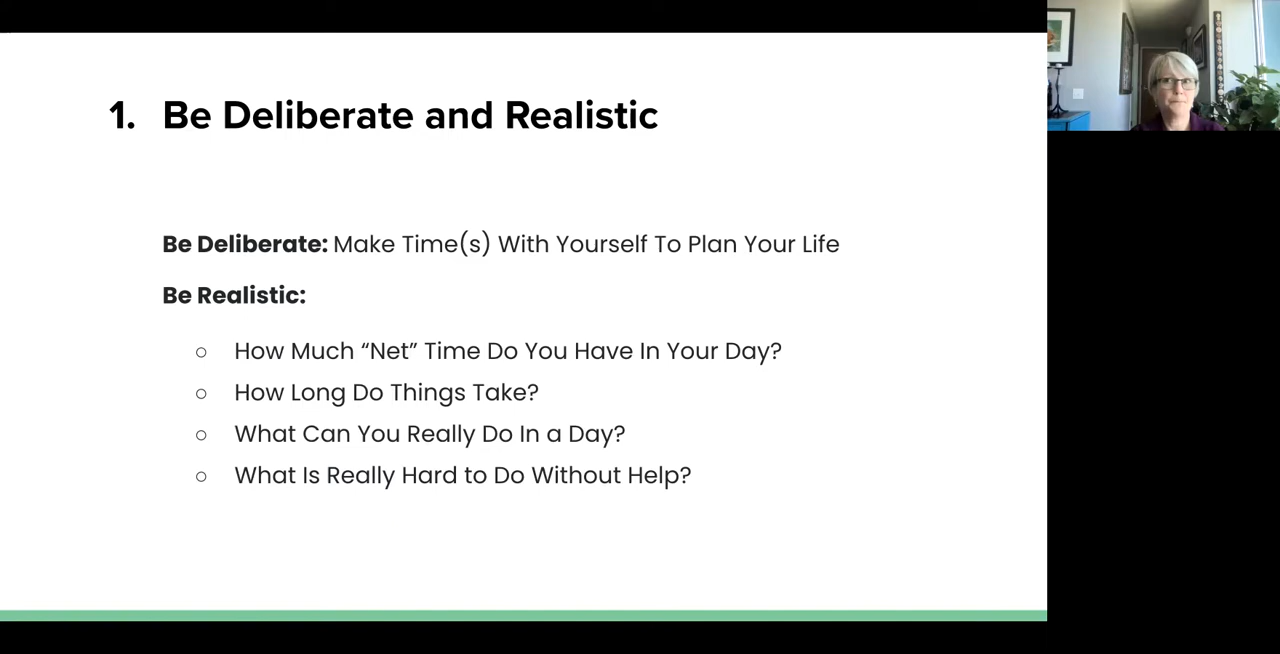 1. Be Deliberate and Realistic
Be Deliberate: Make Time(s) With Yourself To Plan Your Life
Be Realistic:
○ How Much “Net” Time Do You Have In Your Day?
○ How Long Do Things Take?
○ What Can You Really Do In a Day?
○ What Is Really Hard to Do Without Help?